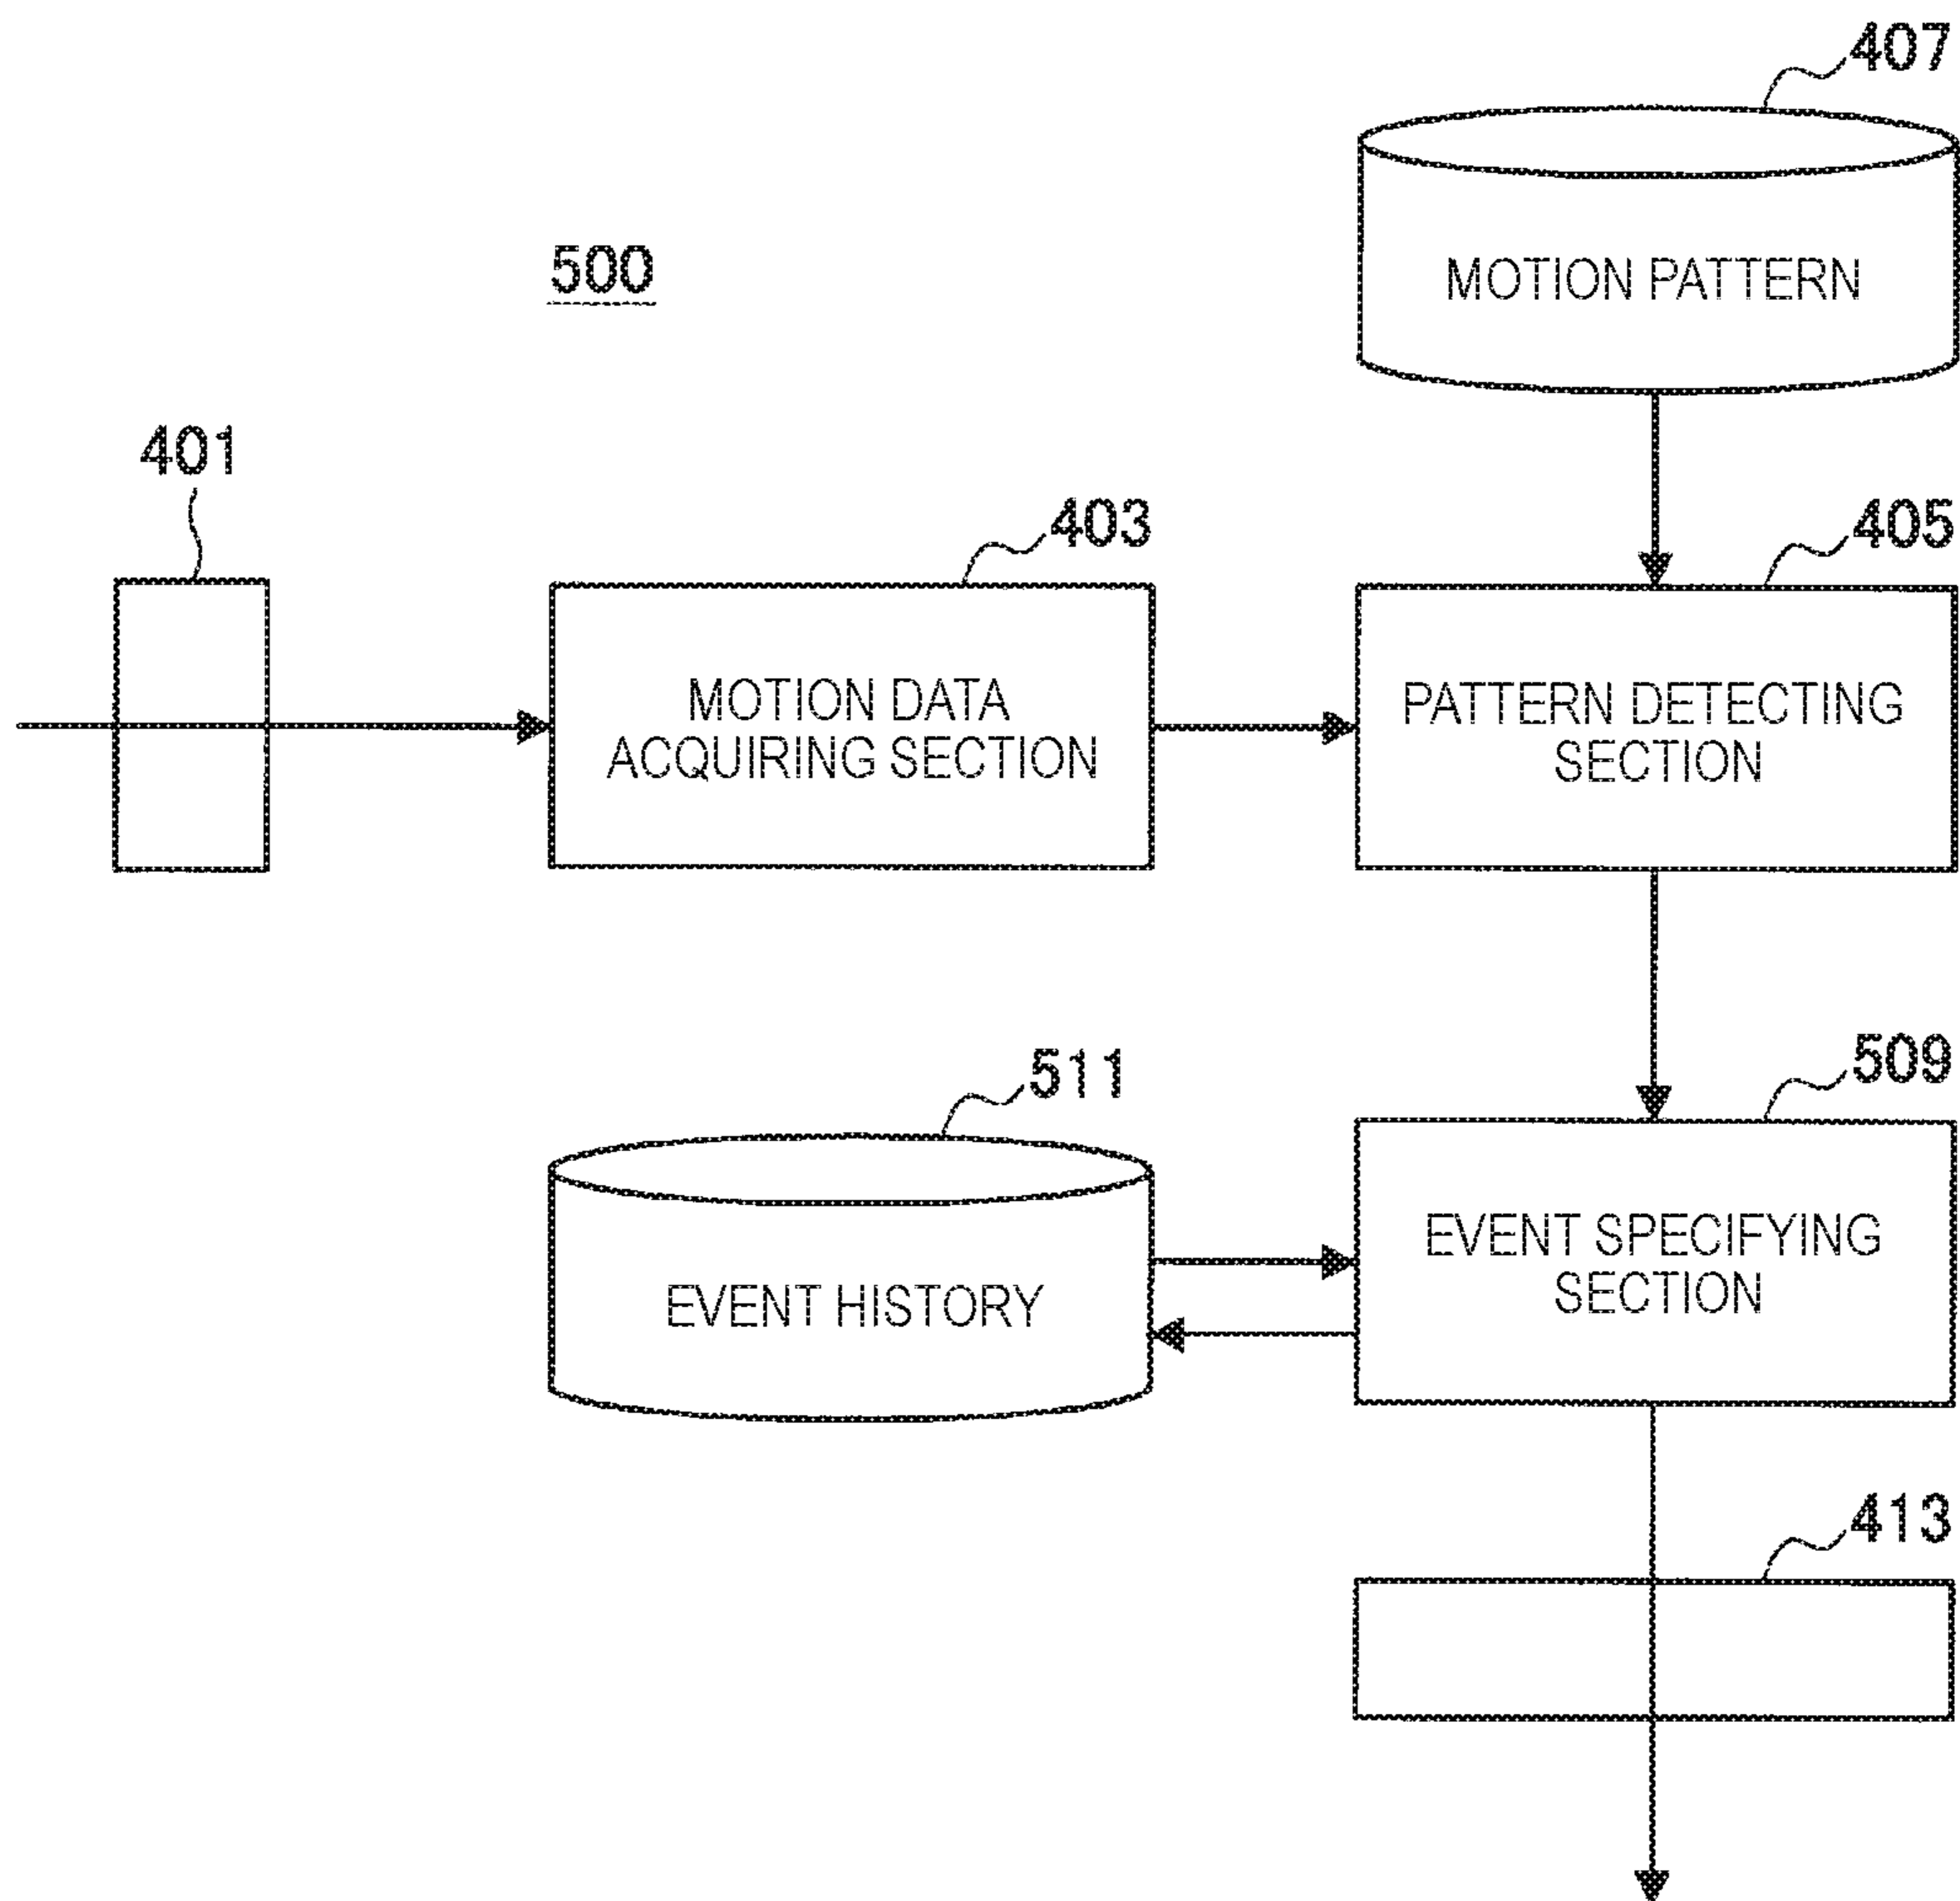 407
MOTION PATTERN
500
401
403
405
MOTION DATA
ACQUIRING SECTION
PATTERN DETECTING
SECTION
511
509
EVENT HISTORY
EVENT SPECIFYING
SECTION
413